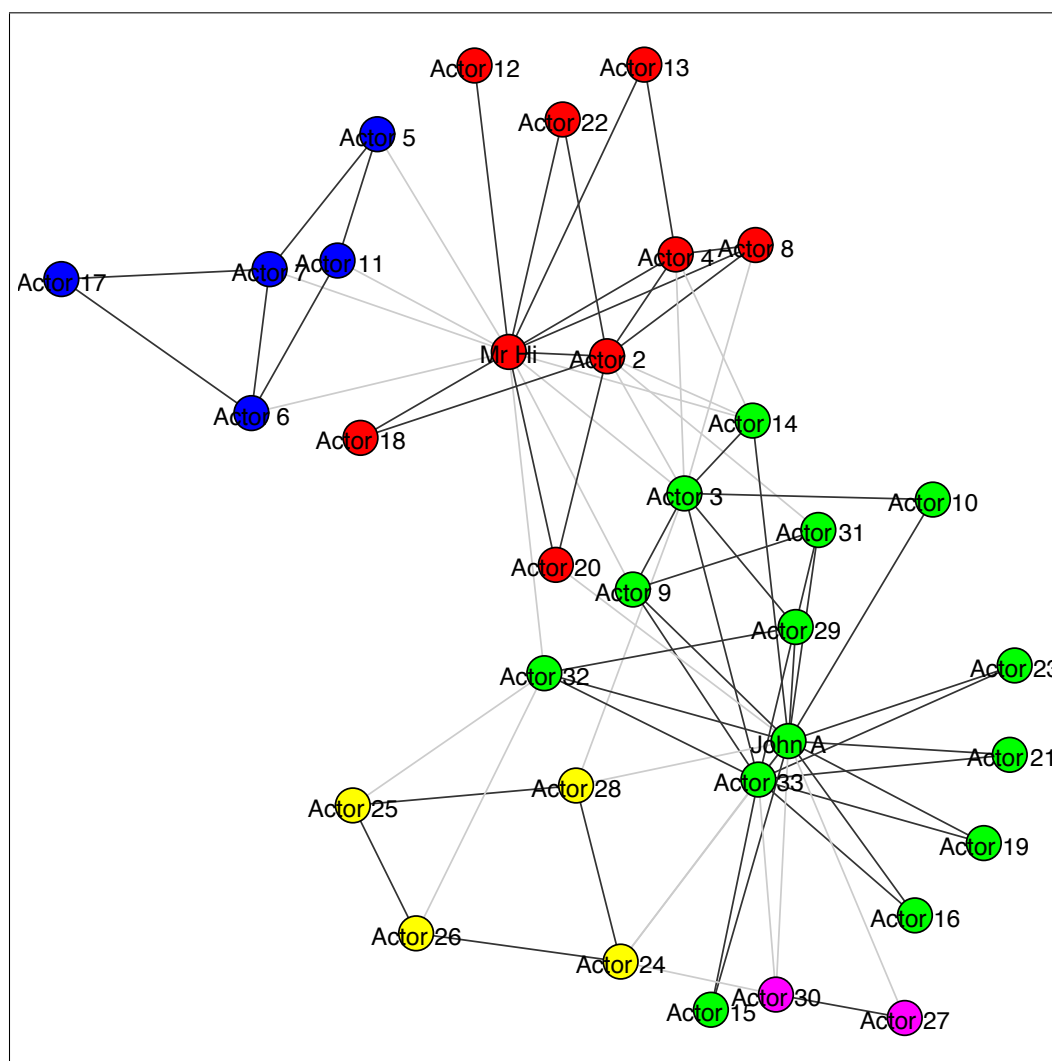 Actor 12
Actor 13
Actor 22
Actor 5
Actor 4
Actor 8
Actor 7
Actor 11
Actor 17
Mr Hi
Actor 2
Actor 6
Actor 18
Actor 14
Actor 3
Actor 10
Actor 31
Actor 20
Actor 9
Actor 29
Actor 32
Actor 23
John A
Actor 21
Actor 33
Actor 28
Actor 25
Actor 19
Actor 16
Actor 26
Actor 24
Actor 30
Actor 15
Actor 27